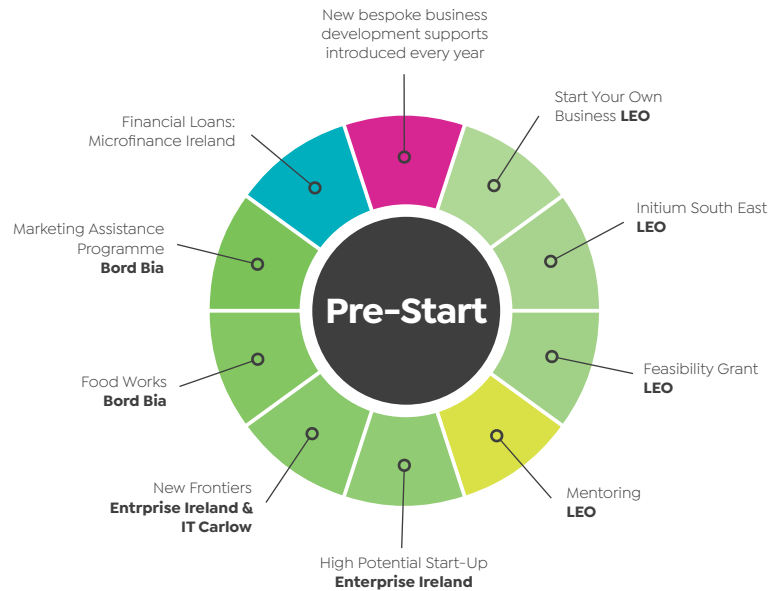 New bespoke business
development supports
introduced every year
Start Your Own
Business LEO
Initium South East
LEO
Feasibility Grant
LEO
Mentoring
LEO
High Potential Start-Up
Enterprise Ireland
New Frontiers
Entrprise Ireland &
IT Carlow
Food Works
Bord Bia
Marketing Assistance
Programme
Bord Bia
Financial Loans:
Microfinance Ireland
Pre-Start